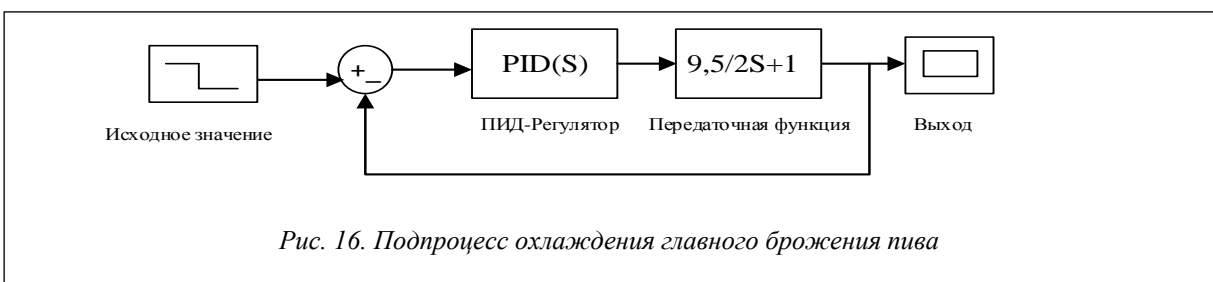 +_
PID(S)
9,5/2S+1
Исходное значение
ПИД-Регулятор
Передаточная функция
Выход
Рис. 16. Подпроцесс охлаждения главного брожения пива